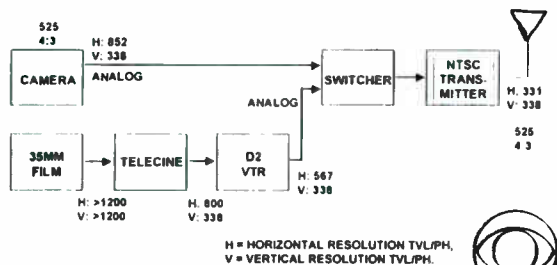 525
4:3
H: 852
V: 338
ANALOG
CAMERA
SWITCHER
NTSC
TRANS-
MITTER
H: 331
V: 338
525
4:3
ANALOG
35MM
FILM
TELECINE
D2
VTR
H: >1200
V: >1200
H: 800
V: 338
H: 567
V: 338
H = HORIZONTAL RESOLUTION TVL/PH,
V = VERTICAL RESOLUTION TVL/PH.